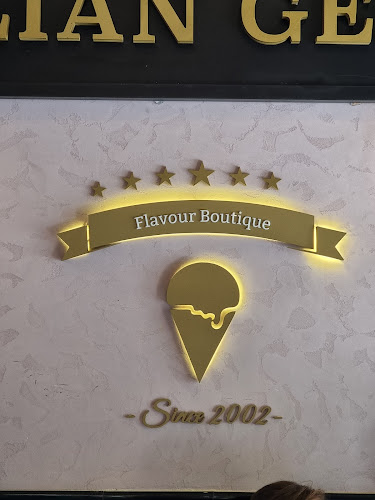 LIAN GE
Flavour Boutique
- Since 2002 -